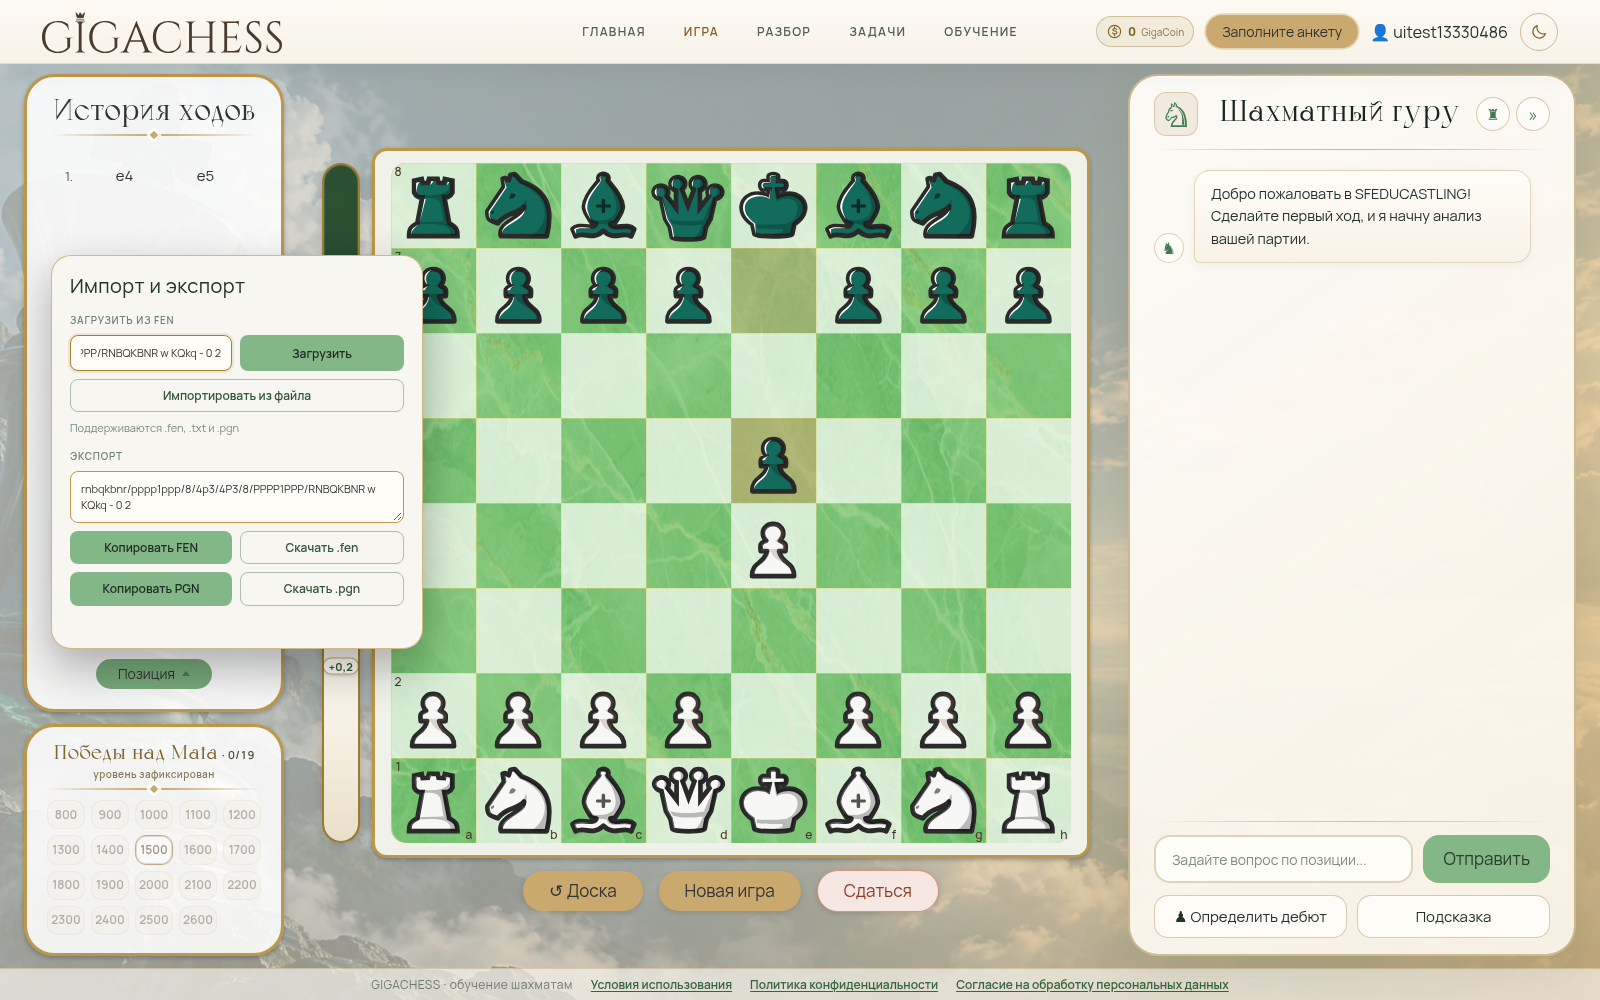 GIGACHESS
ГЛАВНАЯ
ИГРА
РАЗБОР
ЗАДАЧИ
ОБУЧЕНИЕ
0 GigaCoin
Заполните анкету
uitest13330486
История ходов
1. e4 e5
Импорт и экспорт
ЗАГРУЗИТЬ ИЗ FEN
PPP/RNBQKBNR w KQkq - 0 2
Загрузить
Импортировать из файла
Поддерживаются .fen, .txt и .pgn
ЭКСПОРТ
rnbqkbnr/pppp1ppp/8/4p3/4P3/8/PPPP1PPP/RNBQKBNR w
KQkq - 0 2
Копировать FEN
Скачать .fen
Копировать PGN
Скачать .pgn
Позиция
Победы над Mata · 0/19
уровень зафиксирован
800 900 1000 1100 1200
1300 1400 1500 1600 1700
1800 1900 2000 2100 2200
2300 2400 2500 2600
+0,2
8
2
1
a b c d e f g h
↺ Доска
Новая игра
Сдаться
Шахматный гуру
»
Добро пожаловать в SFEDUCASTLING!
Сделайте первый ход, и я начну анализ
вашей партии.
Задайте вопрос по позиции...
Отправить
♟ Определить дебют
Подсказка
GIGACHESS · обучение шахматам
Условия использования
Политика конфиденциальности
Согласие на обработку персональных данных